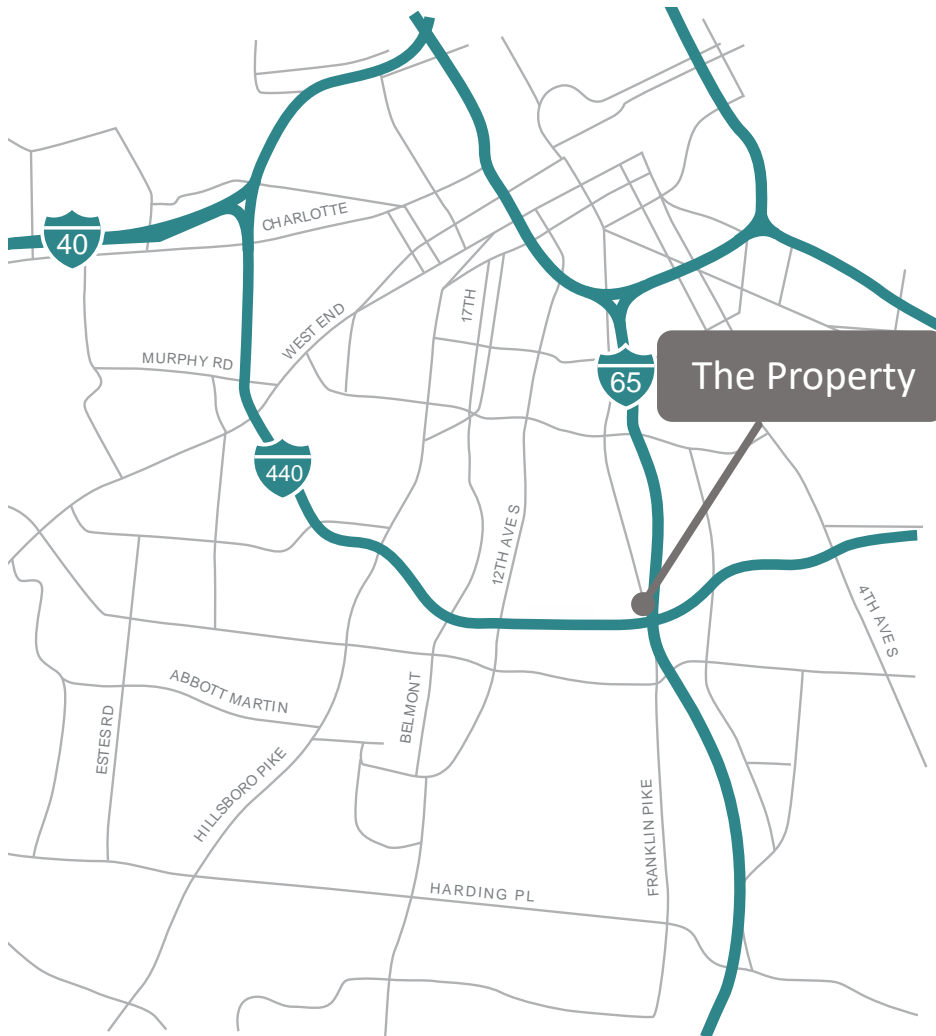 CHARLOTTE
40
17TH
WEST END
MURPHY RD
The Property
65
440
12TH AVE S
4TH AVE S
ABBOTT MARTIN
BELMONT
ESTES RD
HILLSBORO PIKE
FRANKLIN PIKE
HARDING PL